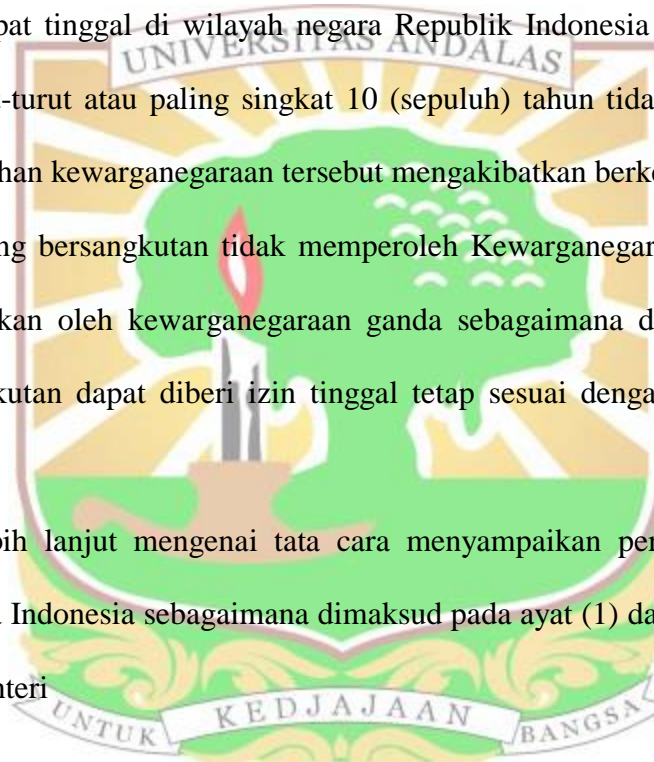 pat tinggal di wilayah negara Republik Indonesia
UNIVERSITAS ANDALAS
-turut atau paling singkat 10 (sepuluh) tahun tida
han kewarganegaraan tersebut mengakibatkan berke
ng bersangkutan tidak memperoleh Kewarganegar
kan oleh kewarganegaraan ganda sebagaimana d
kutan dapat diberi izin tinggal tetap sesuai denga
ih lanjut mengenai tata cara menyampaikan per
Indonesia sebagaimana dimaksud pada ayat (1) da
nteri
UNTUK KEDJAJAAN BANGSA